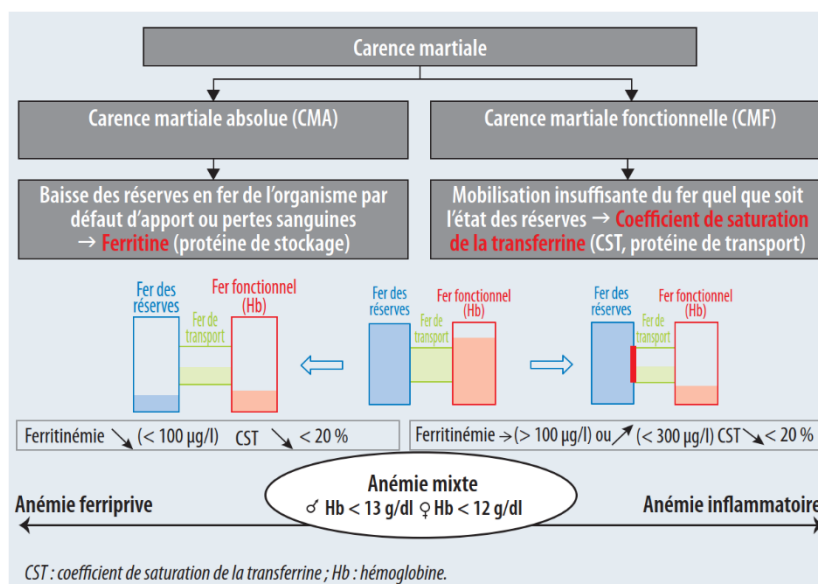 Carence martiale
Carence martiale absolue (CMA)
Carence martiale fonctionnelle (CMF)
Baisse des réserves en fer de l'organisme par
défaut d'apport ou pertes sanguines
→ Ferritine (protéine de stockage)
Mobilisation insuffisante du fer quel que soit
l'état des réserves → Coefficient de saturation
de la transferrine (CST, protéine de transport)
Fer des
réserves
Fer de
transport
Fer fonctionnel
(Hb)
Fer des
réserves
Fer de
transport
Fer fonctionnel
(Hb)
Fer des
réserves
Fer de
transport
Fer fonctionnel
(Hb)
Ferritinémie ↘ (< 100 µg/l) CST ↘ < 20 %
Ferritinémie → (> 100 µg/l) ou ↗ (< 300 µg/l) CST ↘ < 20 %
Anémie mixte
♂ Hb < 13 g/dl ♀ Hb < 12 g/dl
Anémie ferriprive
Anémie inflammatoire
CST : coefficient de saturation de la transferrine ; Hb : hémoglobine.